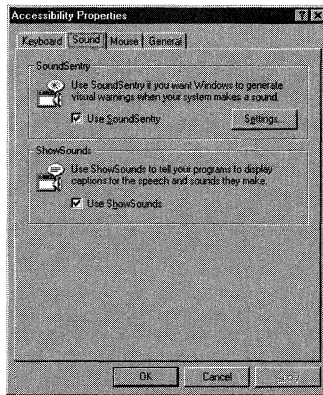 Accessibility Properties
Keyboard Sound Mouse General
SoundSentry
Use SoundSentry if you want Windows to generate
visual warnings when your system makes a sound.
Use SoundSentry
Settings...
ShowSounds
Use ShowSounds to tell your programs to display
captions for the speech and sounds they make.
Use ShowSounds
OK Cancel